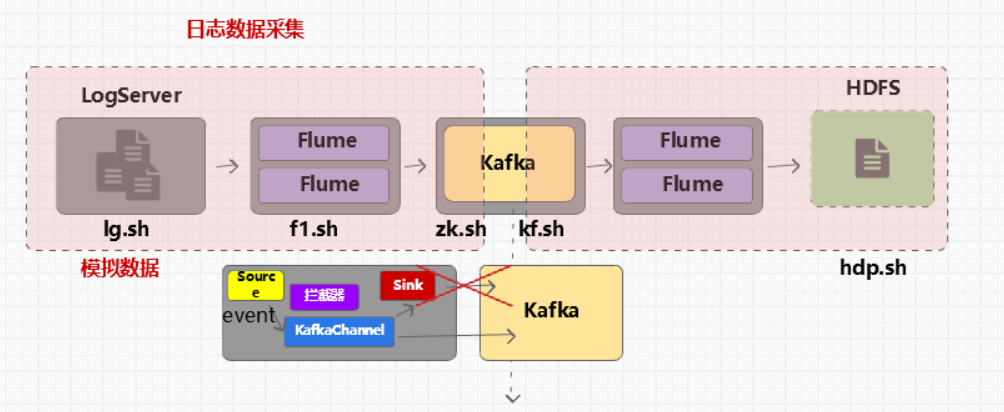 日志数据采集
LogServer
HDFS
Flume
Flume
Kafka
Flume
Flume
lg.sh
f1.sh
zk.sh
kf.sh
模拟数据
hdp.sh
Sourc
e
拦截器
Sink
event
KafkaChannel
Kafka